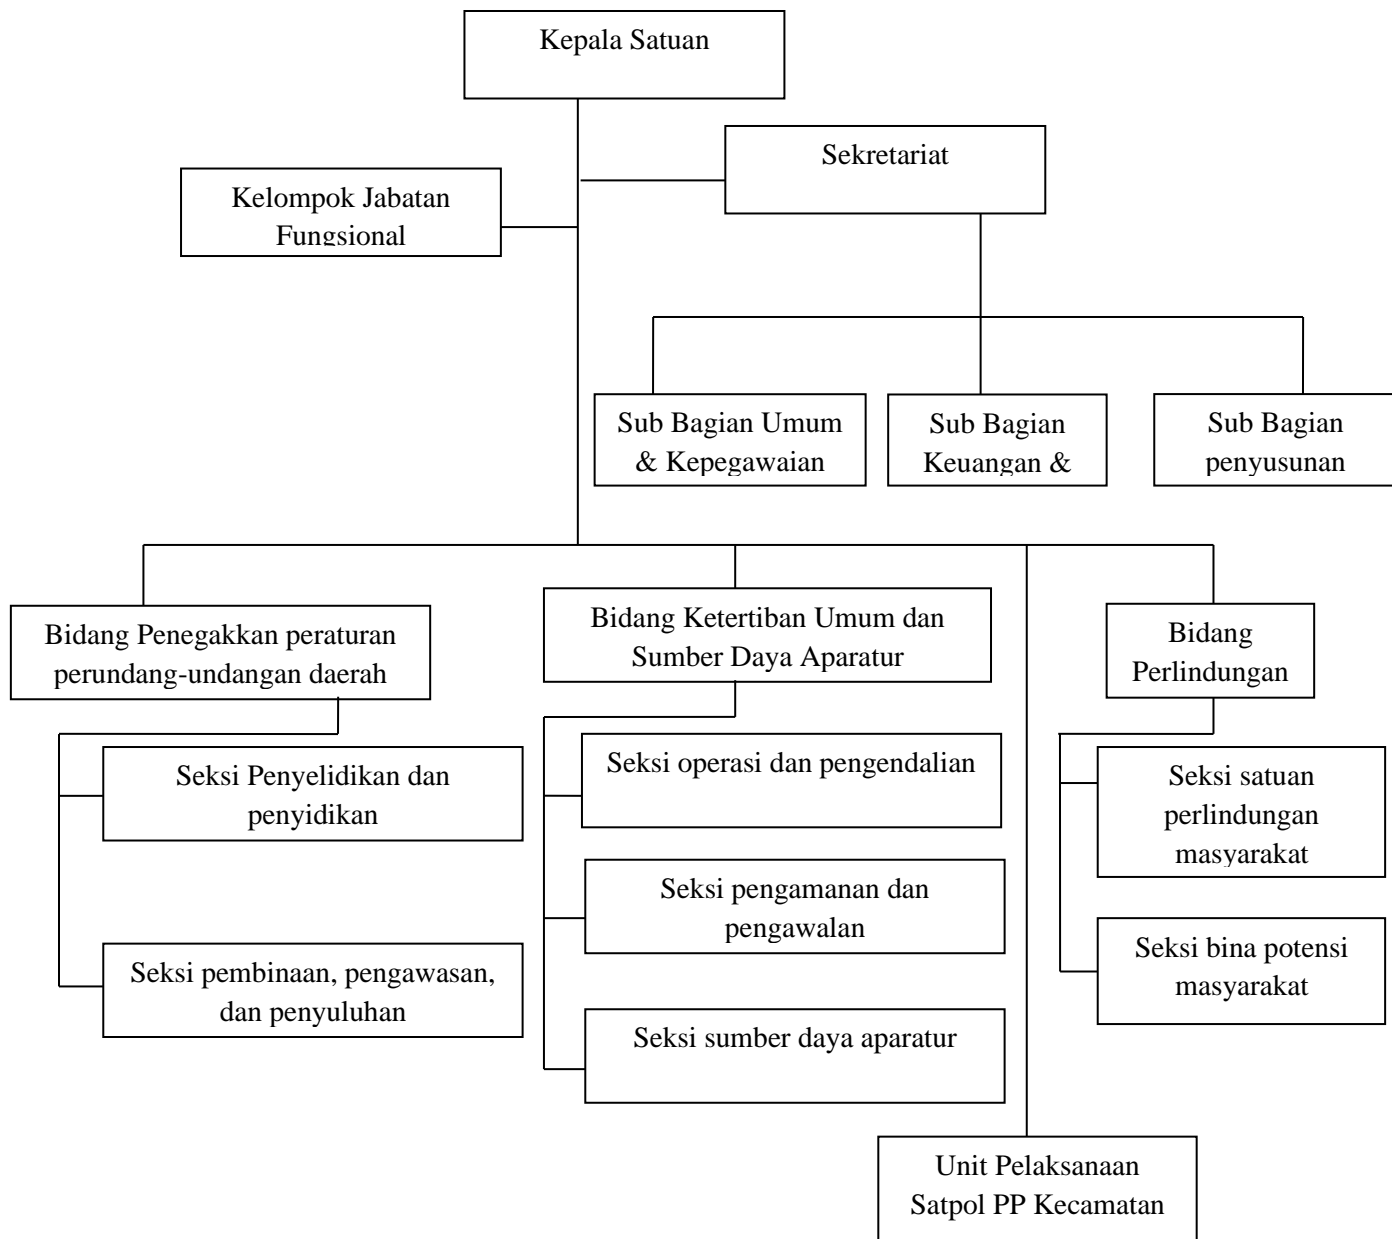 Kepala Satuan
Sekretariat
Kelompok Jabatan
Fungsional
Sub Bagian Umum
& Kepegawaian
Sub Bagian
Keuangan &
Sub Bagian
penyusunan
Bidang Penegakkan peraturan
perundang-undangan daerah
Bidang Ketertiban Umum dan
Sumber Daya Aparatur
Bidang
Perlindungan
Seksi Penyelidikan dan
penyidikan
Seksi pembinaan, pengawasan,
dan penyuluhan
Seksi operasi dan pengendalian
Seksi pengamanan dan
pengawalan
Seksi sumber daya aparatur
Seksi satuan
perlindungan
masyarakat
Seksi bina potensi
masyarakat
Unit Pelaksanaan
Satpol PP Kecamatan